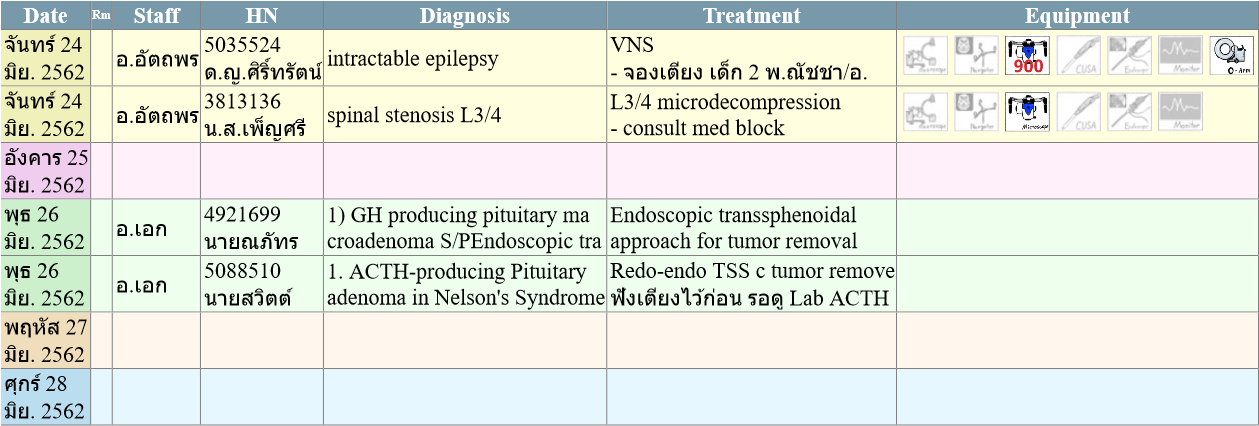 Date Rm Staff HN Diagnosis Treatment Equipment
จันทร์ 24 5035524 VNS
มิย. 2562 อ.อัตถพร ด.ญ.ศิริ์ทรัตน์ intractable epilepsy - จองเตียง เด็ก 2 พ.ณัชชา/อ. 900 CUSA Monitor O-Arm
จันทร์ 24 3813136 L3/4 microdecompression
มิย. 2562 อ.อัตถพร น.ส.เพ็ญศรี spinal stenosis L3/4 - consult med block Microscope CUSA Monitor
อังคาร 25
มิย. 2562
พุธ 26 4921699 1) GH producing pituitary ma Endoscopic transsphenoidal
มิย. 2562 อ.เอก นายณภัทร croadenoma S/PEndoscopic tra approach for tumor removal
พุธ 26 5088510 1. ACTH-producing Pituitary Redo-endo TSS c tumor remove
มิย. 2562 อ.เอก นายสวิตต์ adenoma in Nelson's Syndrome ฟังเตียงไว้ก่อน รอดู Lab ACTH
พฤหัส 27
มิย. 2562
ศุกร์ 28
มิย. 2562